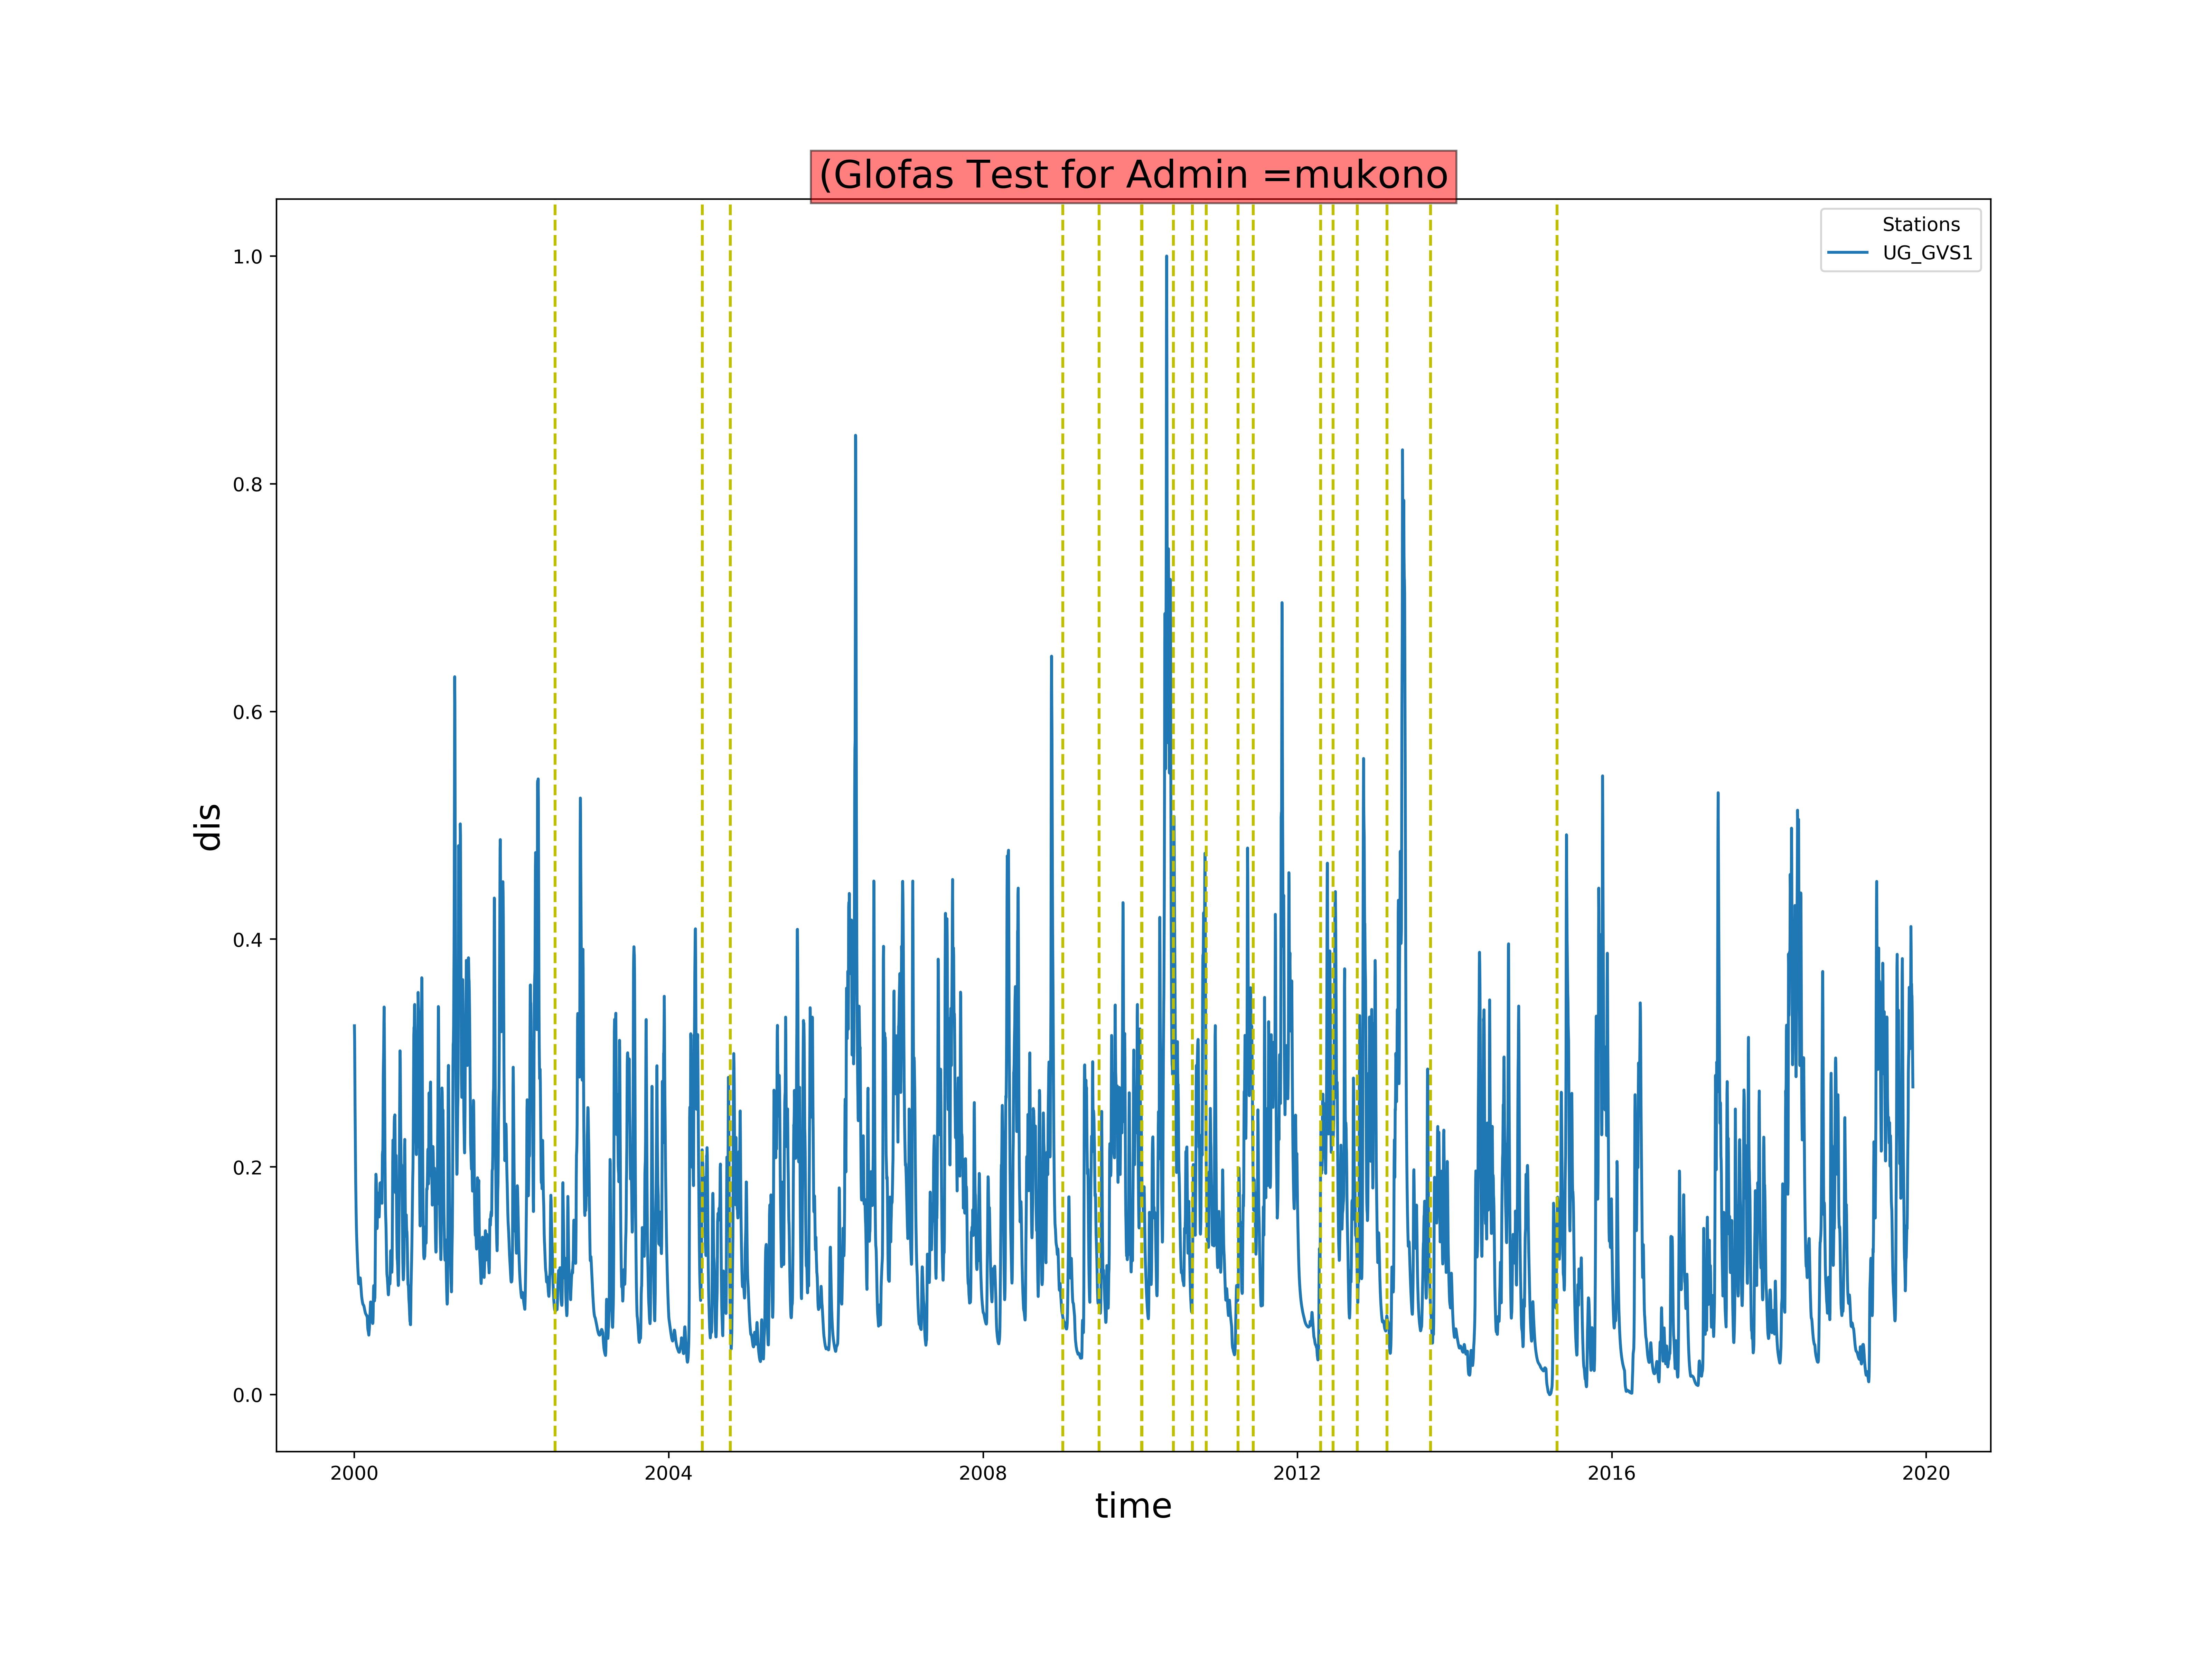 (Glofas Test for Admin =mukono
Stations
UG_GVS1
1.0
0.8
0.6
0.4
0.2
0.0
dis
2000 2004 2008 2012 2016 2020
time